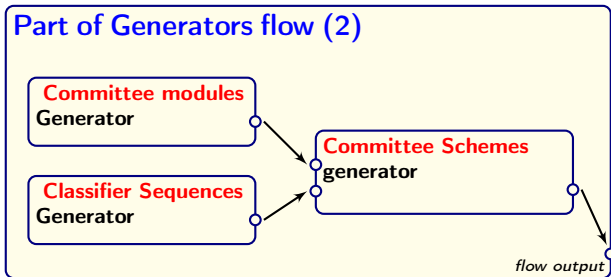 Part of Generators flow (2)
Committee modules
Generator
Classifier Sequences
Generator
Committee Schemes
generator
flow output